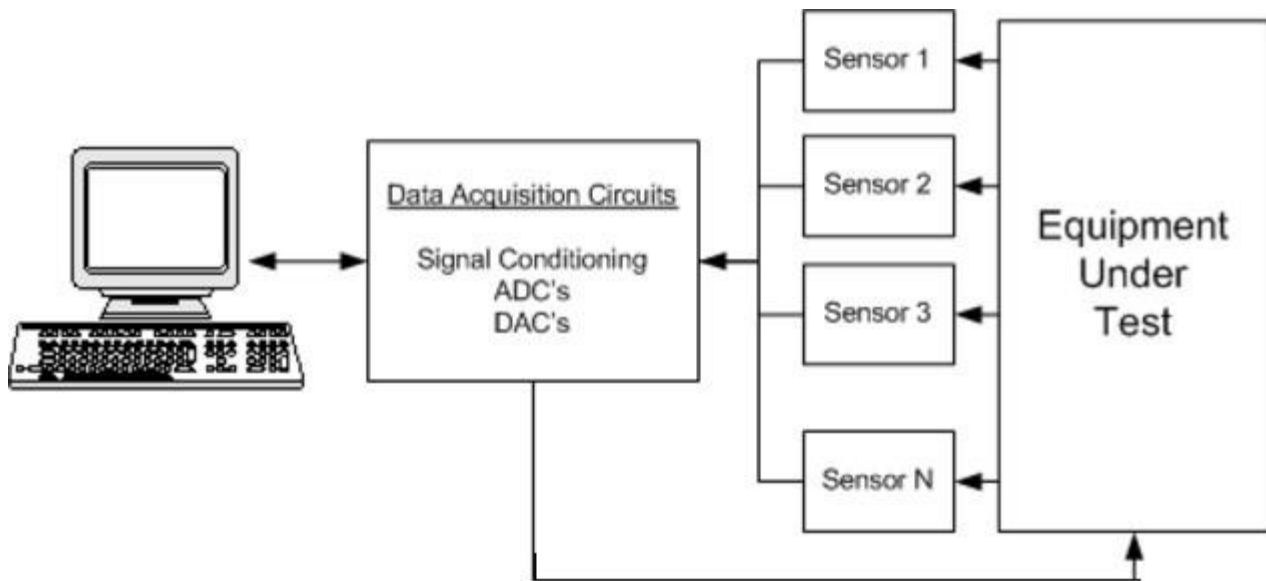 Data Acquisition Circuits
Signal Conditioning
ADC's
DAC's
Sensor 1
Sensor 2
Sensor 3
Sensor N
Equipment
Under
Test